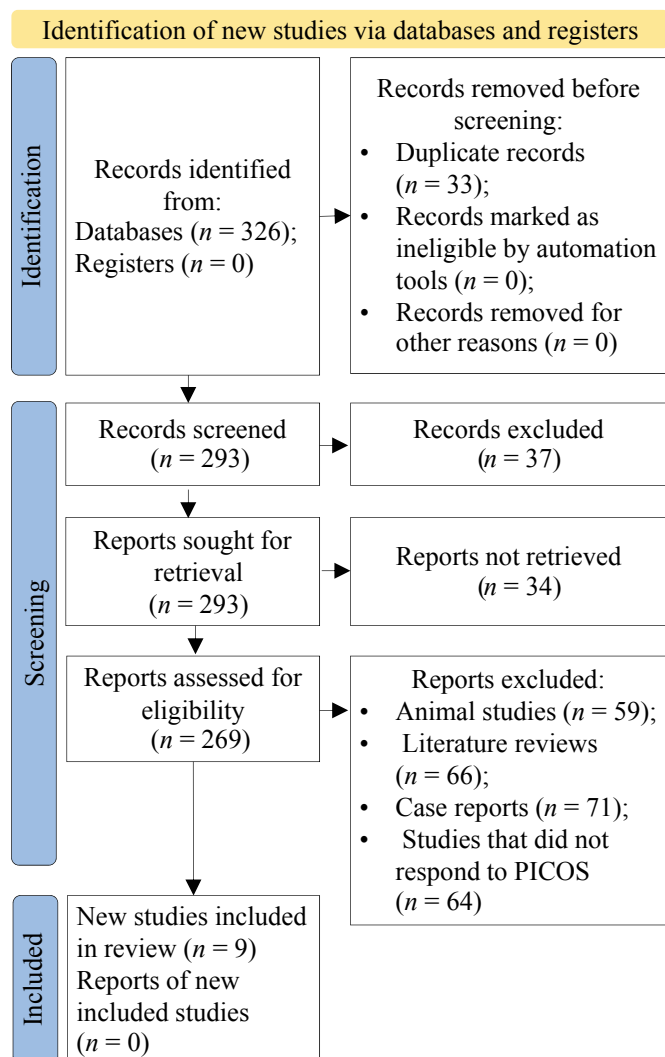 Identification of new studies via databases and registers
Identification
Records identified
from:
Databases (n = 326);
Registers (n = 0)
Records removed before
screening:
• Duplicate records
(n = 33);
• Records marked as
ineligible by automation
tools (n = 0);
• Records removed for
other reasons (n = 0)
Screening
Records screened
(n = 293)
Records excluded
(n = 37)
Reports sought for
retrieval
(n = 293)
Reports not retrieved
(n = 34)
Reports assessed for
eligibility
(n = 269)
Reports excluded:
• Animal studies (n = 59);
• Literature reviews
(n = 66);
• Case reports (n = 71);
• Studies that did not
respond to PICOS
(n = 64)
Included
New studies included
in review (n = 9)
Reports of new
included studies
(n = 0)